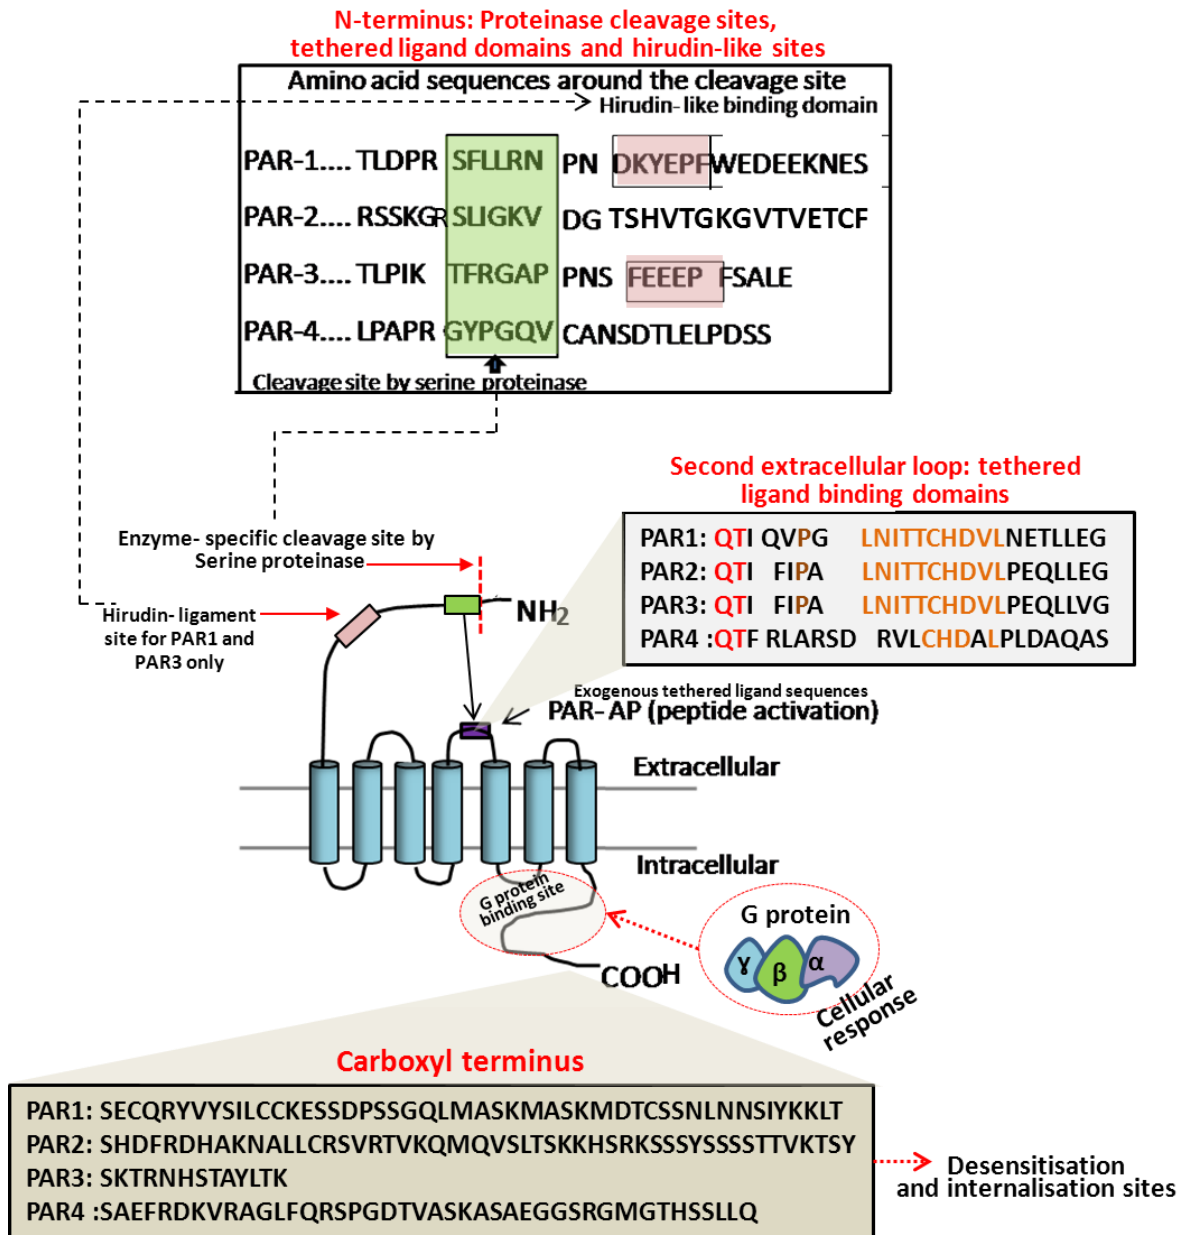 N-terminus: Proteinase cleavage sites,
tethered ligand domains and hirudin-like sites
Amino acid sequences around the cleavage site
Hirudin- like binding domain
PAR-1.... TLDPR SFLLRN PN DKYEPFWEDEEKNES
PAR-2.... RSSKGR SLIGKV DG TSHVTGKGVTVETCF
PAR-3.... TLPIK TFRGAP PNS FEEEP FSALE
PAR-4.... LPAPR GYPGQV CANSDTLELPDSS
Cleavage site by serine proteinase
Second extracellular loop: tethered
ligand binding domains
PAR1: QTI QVPG LNITTCHDVLNETLLEG
PAR2: QTI FIPA LNITTCHDVLPEQLLEG
PAR3: QTI FIPA LNITTCHDVLPEQLLVG
PAR4 :QTF RLARSD RVLCHDALPLDAQAS
Enzyme- specific cleavage site by
Serine proteinase
Hirudin- ligament
site for PAR1 and
PAR3 only
NH2
Exogenous tethered ligand sequences
PAR- AP (peptide activation)
Extracellular
Intracellular
G protein
binding site
G protein
γ β α
Cellular
response
COOH
Carboxyl terminus
PAR1: SECQRYVYSILCCKESSDPSSGQLMASKMASKMDTCSSNLNNSIYKKLT
PAR2: SHDFRDHAKNALLCRSVRTVKQMQVSLTSKKHSRKSSSYSSSSTTVKTSY
PAR3: SKTRNHSTAYLTK
PAR4 :SAEFRDKVRAGLFQRSPGDTVASKASAEGGSRGMGTHSSLLQ
Desensitisation
and internalisation sites